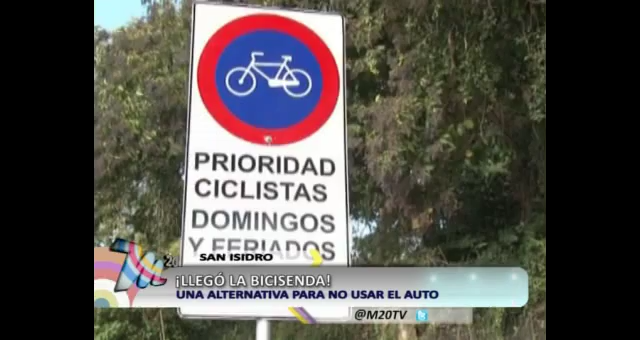 PRIORIDAD
CICLISTAS
DOMINGOS
Y FERIADOS
SAN ISIDRO
¡LLEGÓ LA BICISENDA!
UNA ALTERNATIVA PARA NO USAR EL AUTO
@M20TV